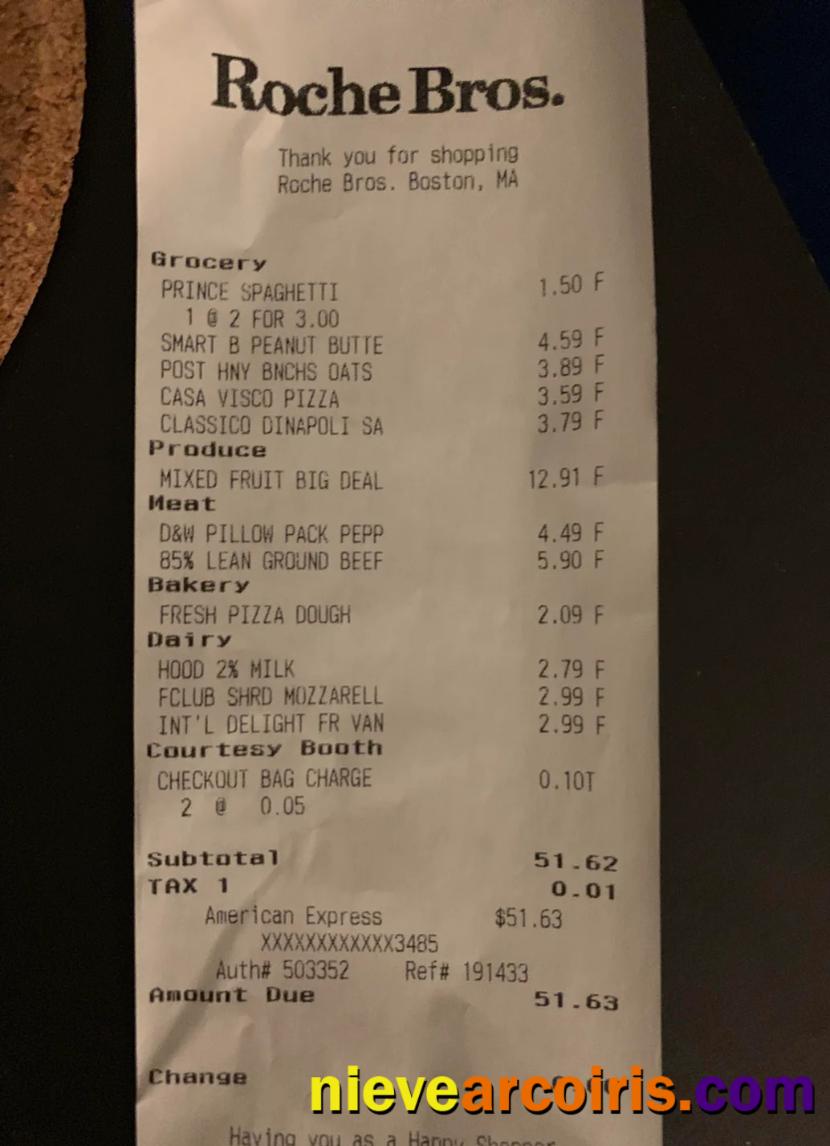 Roche Bros.
Thank you for shopping
Roche Bros. Boston, MA
Grocery
PRINCE SPAGHETTI 1.50 F
1 @ 2 FOR 3.00
SMART B PEANUT BUTTE 4.59 F
POST HNY BNCHS OATS 3.89 F
CASA VISCO PIZZA 3.59 F
CLASSICO DINAPOLI SA 3.79 F
Produce
MIXED FRUIT BIG DEAL 12.91 F
Meat
D&W PILLOW PACK PEPP 4.49 F
85% LEAN GROUND BEEF 5.90 F
Bakery
FRESH PIZZA DOUGH 2.09 F
Dairy
HOOD 2% MILK 2.79 F
FCLUB SHRD MOZZARELL 2.99 F
INT'L DELIGHT FR VAN 2.99 F
Courtesy Booth
CHECKOUT BAG CHARGE 0.10T
2 @ 0.05
Subtotal 51.62
TAX 1 0.01
American Express $51.63
XXXXXXXXXXXX3485
Auth# 503352 Ref# 191433
Amount Due 51.63
Change
nievearcoiris.com
Having you as a Happy Shopper